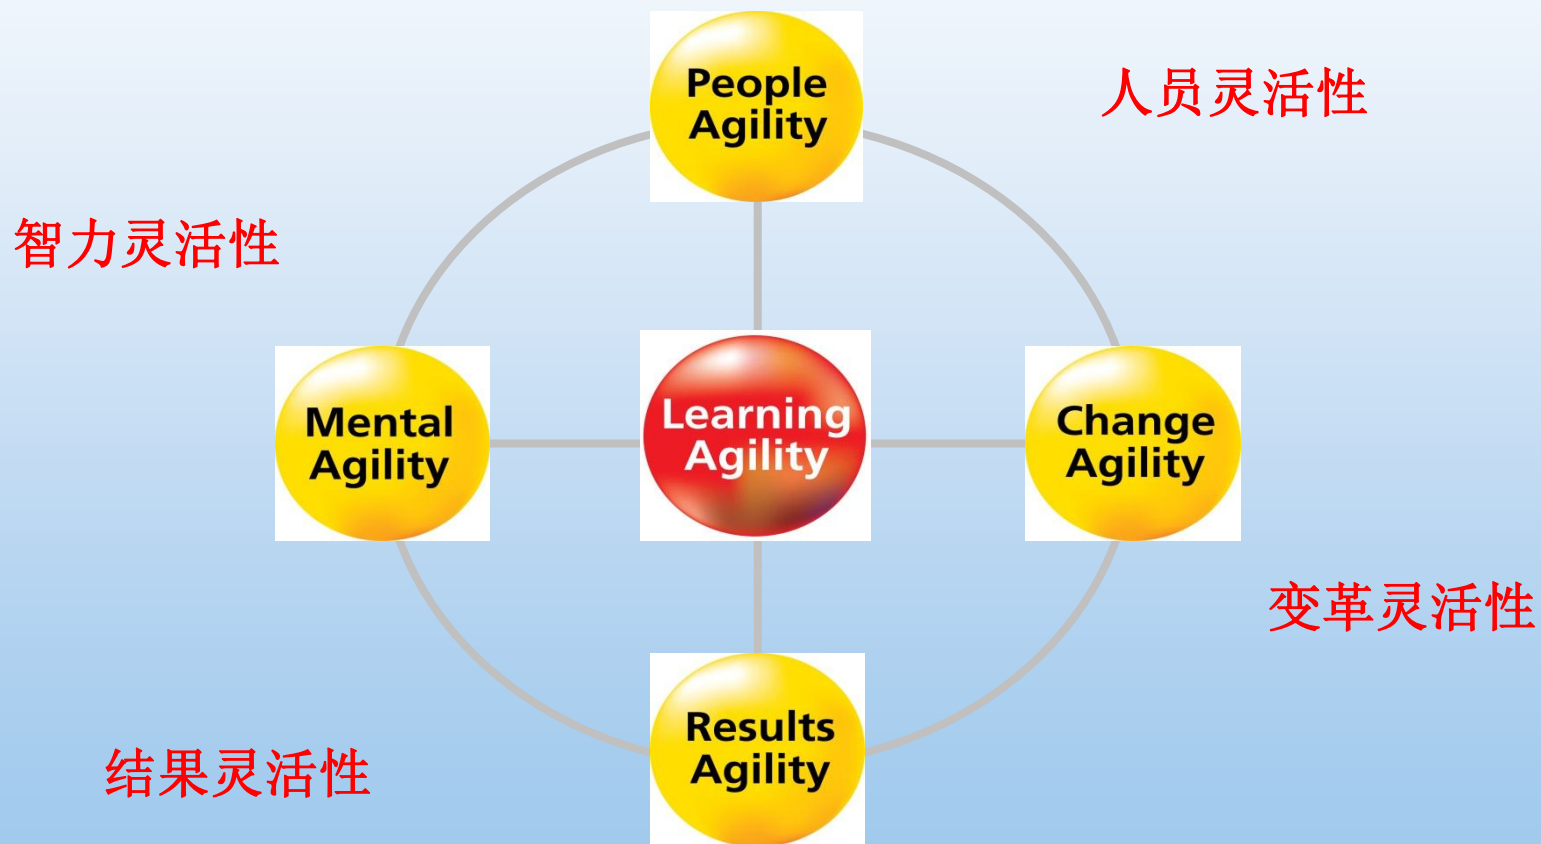 People
Agility
人员灵活性
智力灵活性
Mental
Agility
Learning
Agility
Change
Agility
变革灵活性
Results
Agility
结果灵活性